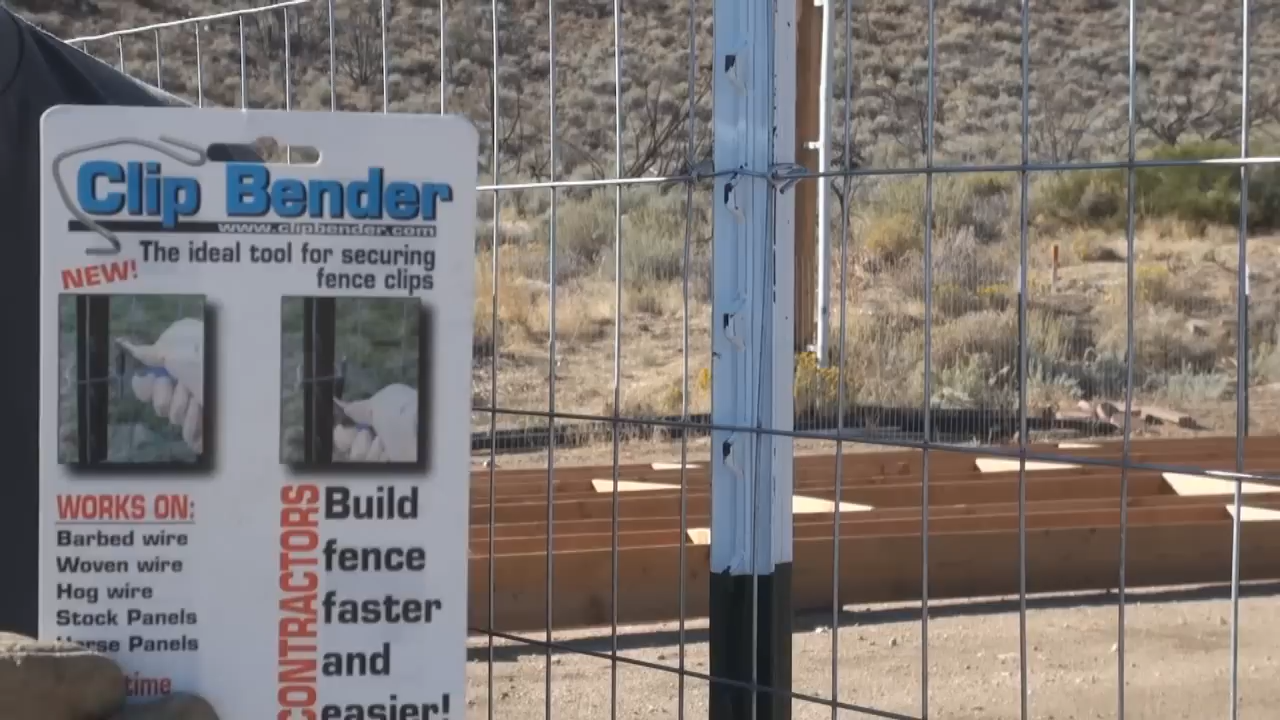 Clip Bender
www.clipbender.com
The ideal tool for securing
fence clips
NEW!
WORKS ON:
Barbed wire
Woven wire
Hog wire
Stock Panels
Horse Panels
time
CONTRACTORS
Build
fence
faster
and
easier!